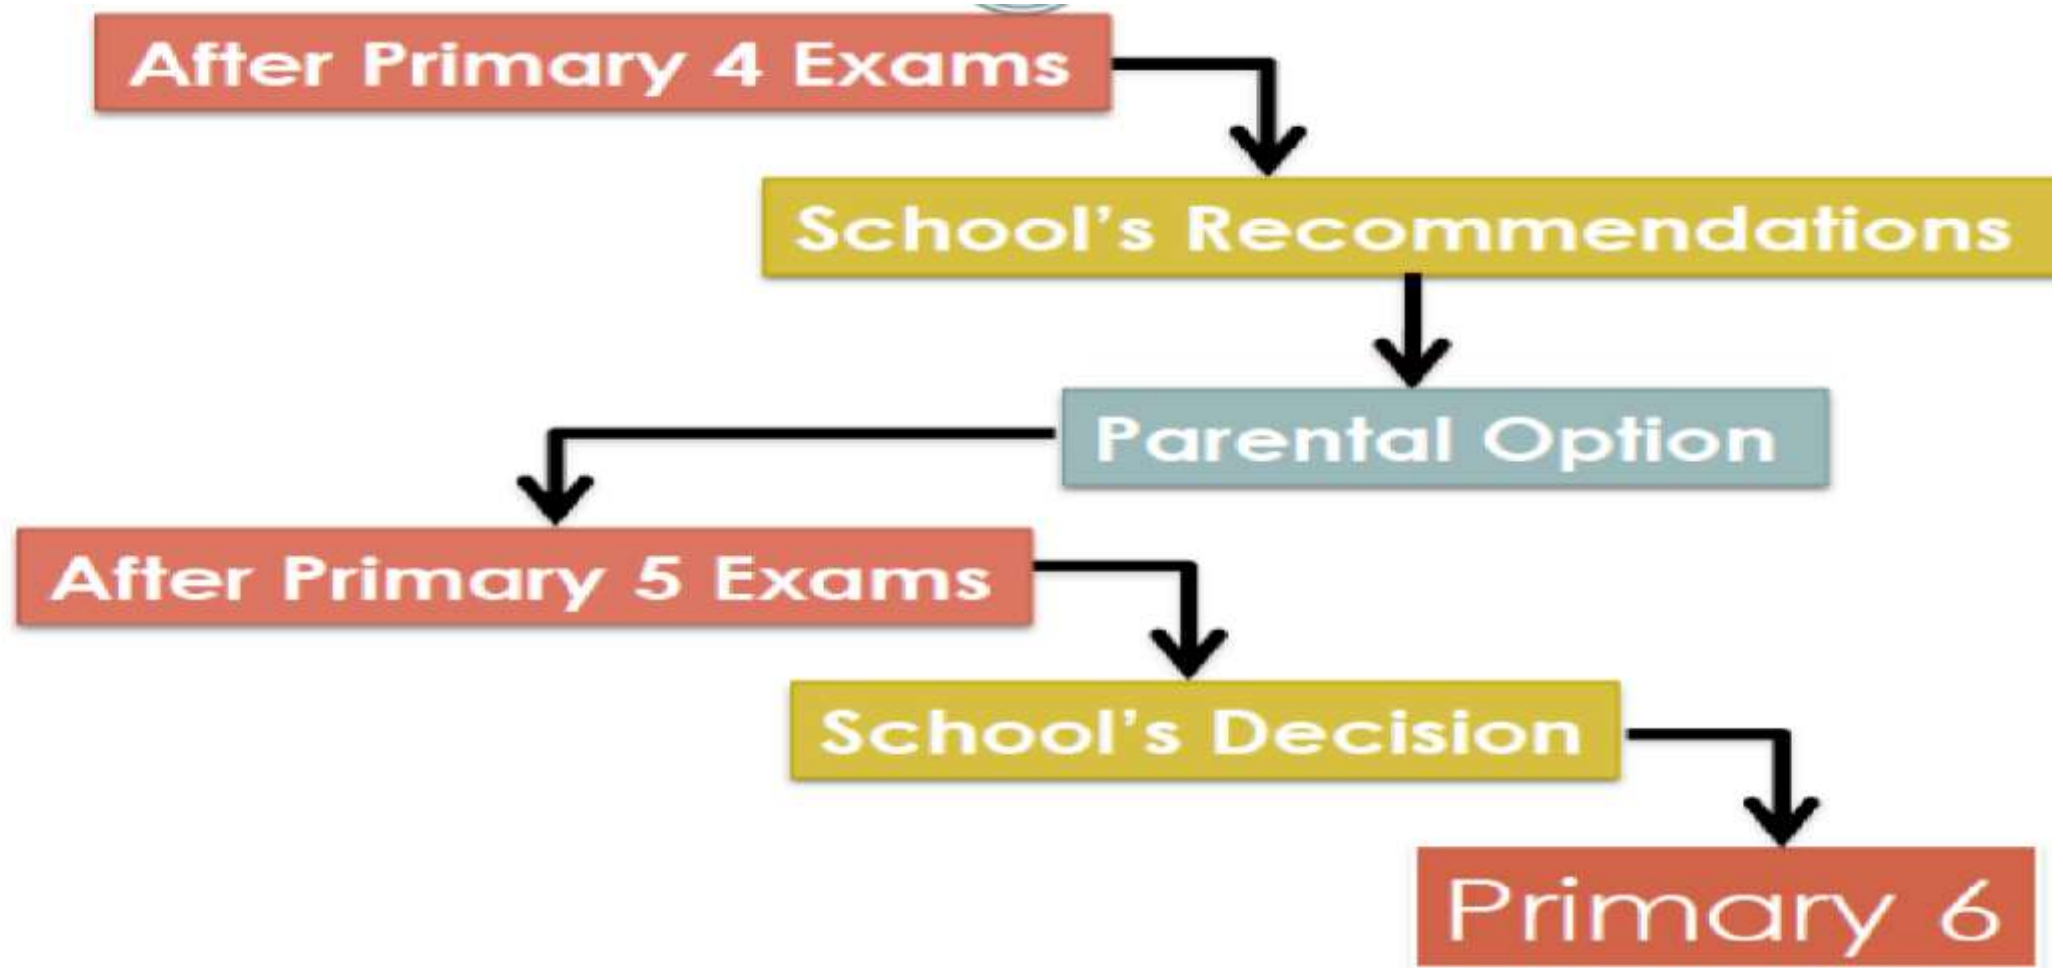 After Primary 4 Exams
School’s Recommendations
Parental Option
After Primary 5 Exams
School’s Decision
Primary 6